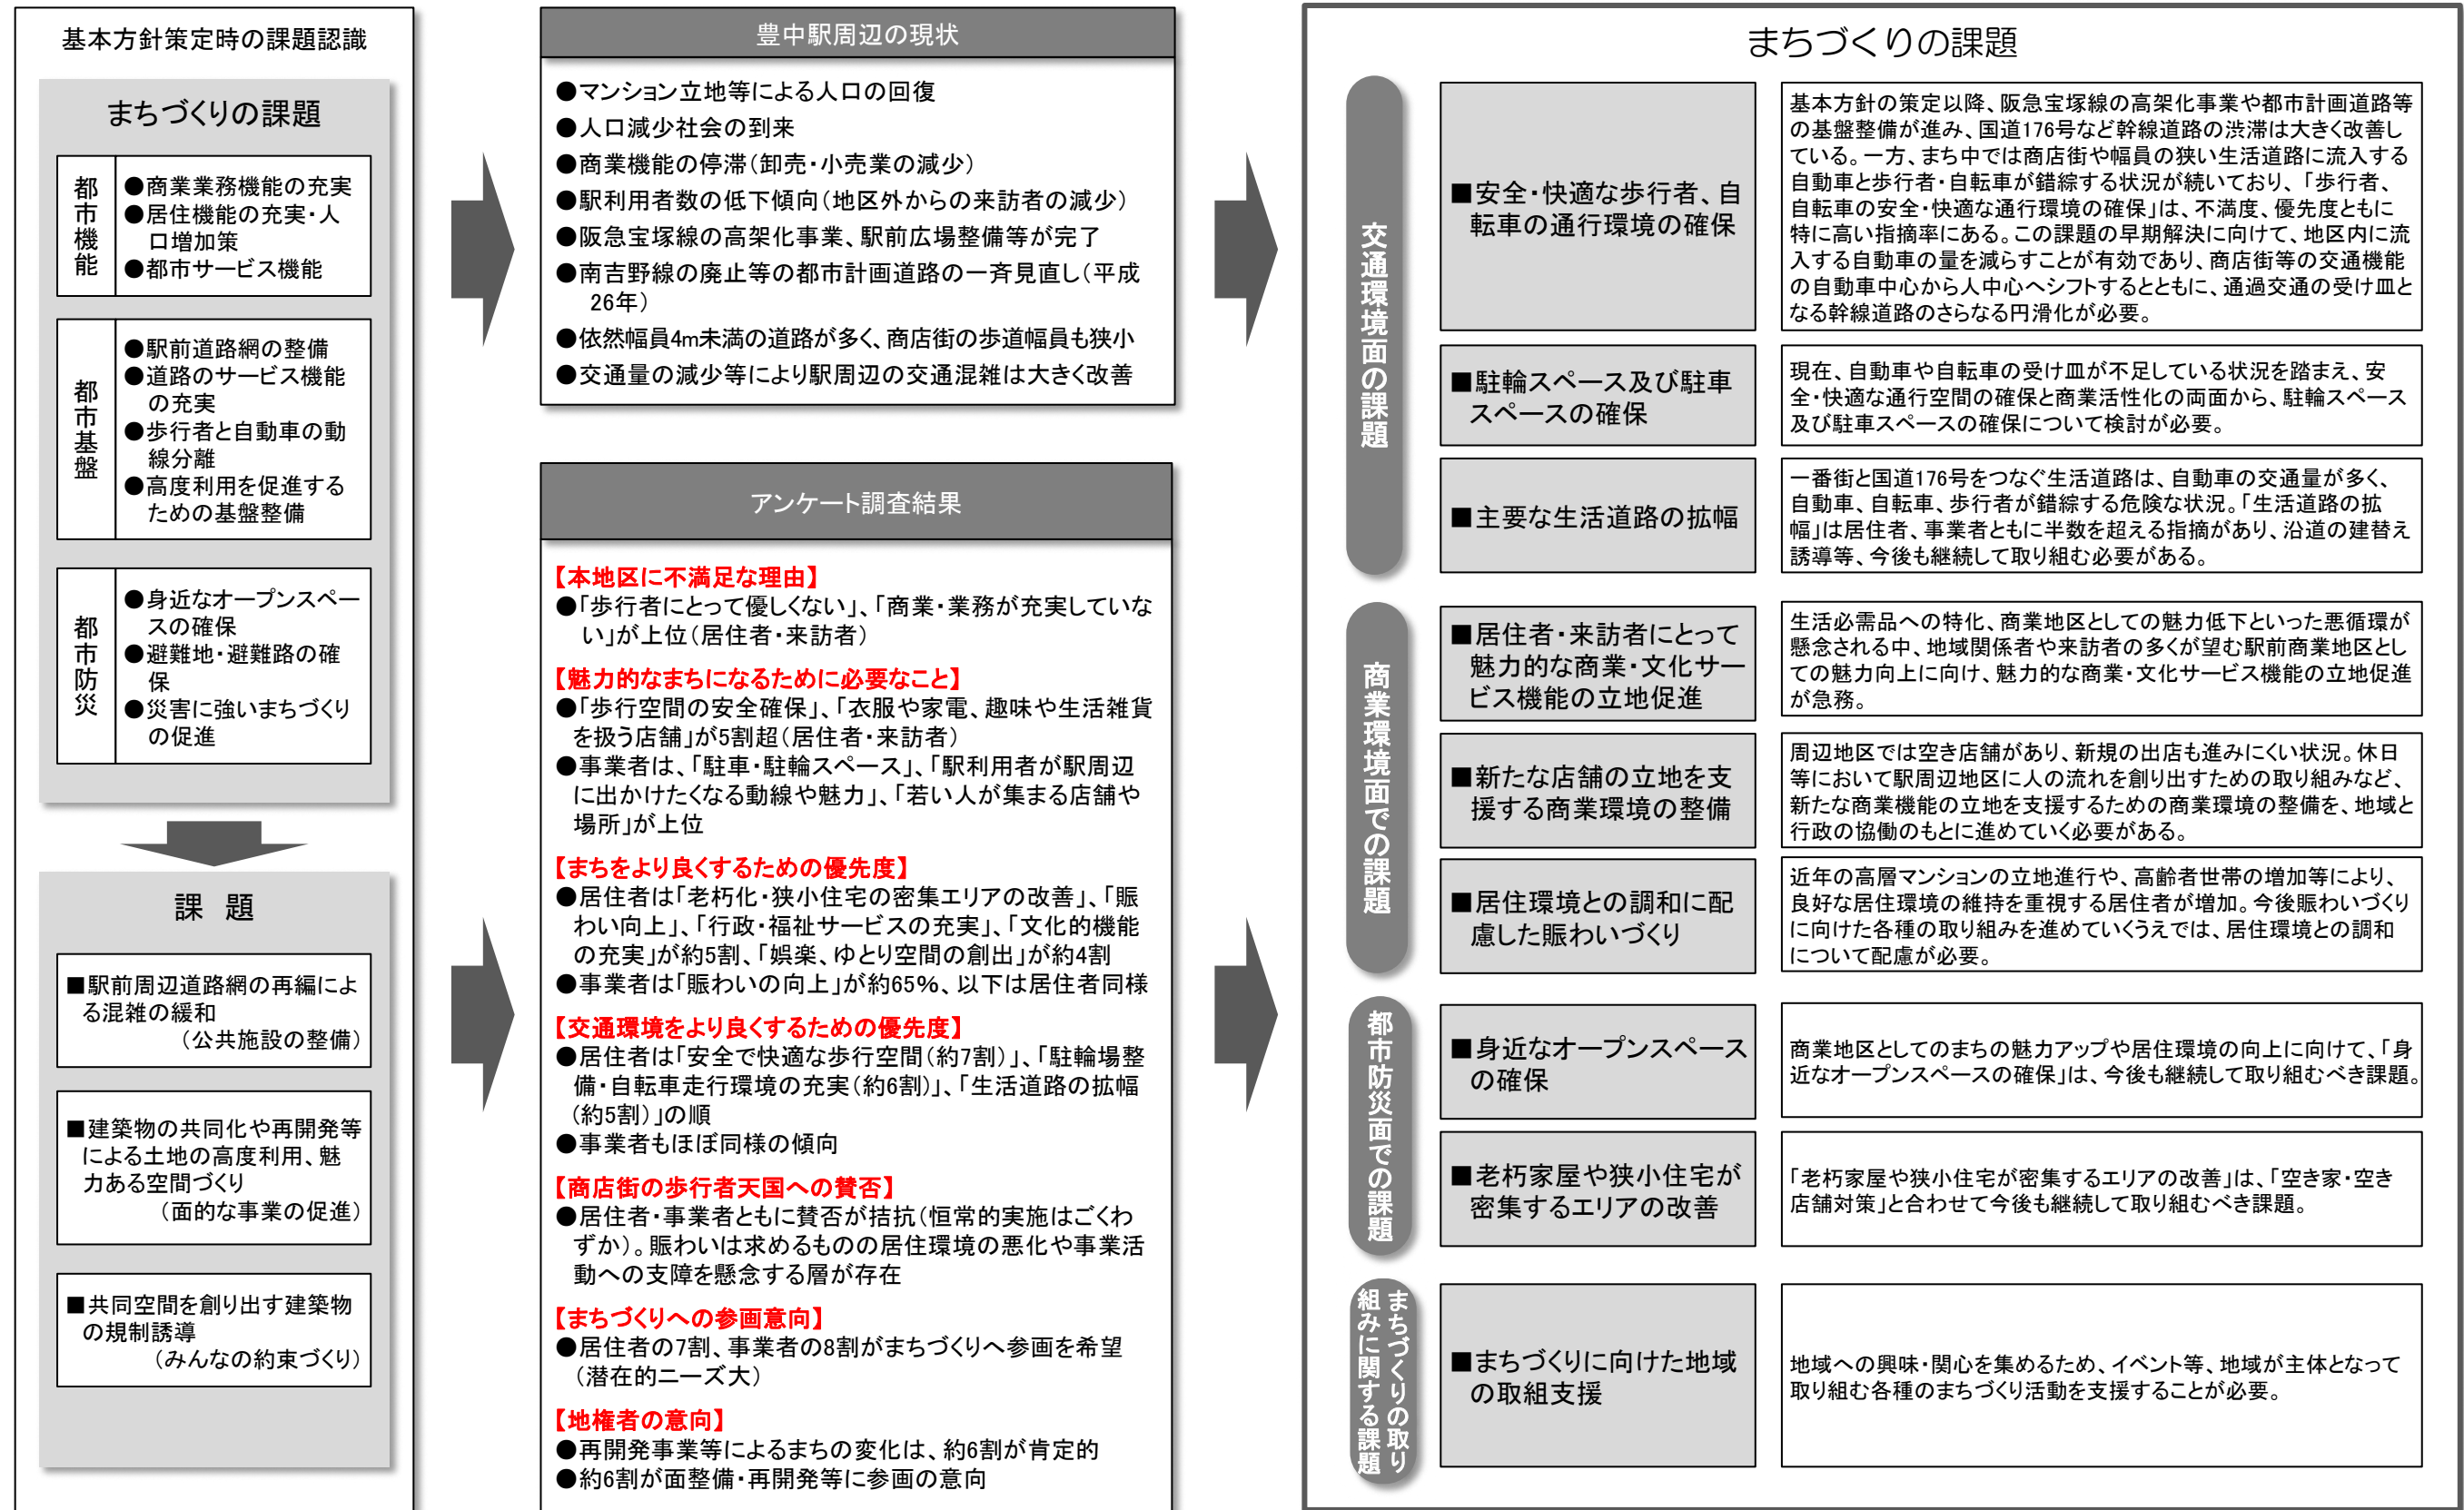 基本方針策定時の課題認識
まちづくりの課題
都市機能
●商業業務機能の充実
●居住機能の充実・人
口増加策
●都市サービス機能
都市基盤
●駅前道路網の整備
●道路のサービス機能
の充実
●歩行者と自動車の動
線分離
●高度利用を促進する
ための基盤整備
都市防災
●身近なオープンスペー
スの確保
●避難地・避難路の確
保
●災害に強いまちづくり
の促進
課 題
■駅前周辺道路網の再編によ
る混雑の緩和
（公共施設の整備）
■建築物の共同化や再開発等
による土地の高度利用、魅
力ある空間づくり
（面的な事業の促進）
■共同空間を創り出す建築物
の規制誘導
（みんなの約束づくり）
豊中駅周辺の現状
●マンション立地等による人口の回復
●人口減少社会の到来
●商業機能の停滞（卸売・小売業の減少）
●駅利用者数の低下傾向（地区外からの来訪者の減少）
●阪急宝塚線の高架化事業、駅前広場整備等が完了
●南吉野線の廃止等の都市計画道路の一斉見直し（平成
26年）
●依然幅員4m未満の道路が多く、商店街の歩道幅員も狭小
●交通量の減少等により駅周辺の交通混雑は大きく改善
アンケート調査結果
【本地区に不満足な理由】
●「歩行者にとって優しくない」、「商業・業務が充実していな
い」が上位（居住者・来訪者）
【魅力的なまちになるために必要なこと】
●「歩行空間の安全確保」、「衣服や家電、趣味や生活雑貨
を扱う店舗」が5割超（居住者・来訪者）
●事業者は、「駐車・駐輪スペース」、「駅利用者が駅周辺
に出かけたくなる動線や魅力」、「若い人が集まる店舗や
場所」が上位
【まちをより良くするための優先度】
●居住者は「老朽化・狭小住宅の密集エリアの改善」、「賑
わい向上」、「行政・福祉サービスの充実」、「文化的機能
の充実」が約5割、「娯楽、ゆとり空間の創出」が約4割
●事業者は「賑わいの向上」が約65％、以下は居住者同様
【交通環境をより良くするための優先度】
●居住者は「安全で快適な歩行空間（約7割）」、「駐輪場整
備・自転車走行環境の充実（約6割）」、「生活道路の拡幅
（約5割）」の順
●事業者もほぼ同様の傾向
【商店街の歩行者天国への賛否】
●居住者・事業者ともに賛否が拮抗（恒常的実施はごくわ
ずか）。賑わいは求めるものの居住環境の悪化や事業活
動への支障を懸念する層が存在
【まちづくりへの参画意向】
●居住者の7割、事業者の8割がまちづくりへ参画を希望
（潜在的ニーズ大）
【地権者の意向】
●再開発事業等によるまちの変化は、約6割が肯定的
●約6割が面整備・再開発等に参画の意向
まちづくりの課題
交通環境面の課題
■安全・快適な歩行者、自
転車の通行環境の確保
基本方針の策定以降、阪急宝塚線の高架化事業や都市計画道路等
の基盤整備が進み、国道176号など幹線道路の渋滞は大きく改善し
ている。一方、まち中では商店街や幅員の狭い生活道路に流入する
自動車と歩行者・自転車が錯綜する状況が続いており、「歩行者、
自転車の安全・快適な通行環境の確保」は、不満度、優先度ともに
特に高い指摘率にある。この課題の早期解決に向けて、地区内に流
入する自動車の量を減らすことが有効であり、商店街等の交通機能
の自動車中心から人中心へシフトするとともに、通過交通の受け皿と
なる幹線道路のさらなる円滑化が必要。
■駐輪スペース及び駐車
スペースの確保
現在、自動車や自転車の受け皿が不足している状況を踏まえ、安
全・快適な通行空間の確保と商業活性化の両面から、駐輪スペース
及び駐車スペースの確保について検討が必要。
■主要な生活道路の拡幅
一番街と国道176号をつなぐ生活道路は、自動車の交通量が多く、
自動車、自転車、歩行者が錯綜する危険な状況。「生活道路の拡
幅」は居住者、事業者ともに半数を超える指摘があり、沿道の建替え
誘導等、今後も継続して取り組む必要がある。
商業環境面での課題
■居住者・来訪者にとって
魅力的な商業・文化サー
ビス機能の立地促進
生活必需品への特化、商業地区としての魅力低下といった悪循環が
懸念される中、地域関係者や来訪者の多くが望む駅前商業地区とし
ての魅力向上に向け、魅力的な商業・文化サービス機能の立地促進
が急務。
■新たな店舗の立地を支
援する商業環境の整備
周辺地区では空き店舗があり、新規の出店も進みにくい状況。休日
等において駅周辺地区に人の流れを創り出すための取り組みなど、
新たな商業機能の立地を支援するための商業環境の整備を、地域と
行政の協働のもとに進めていく必要がある。
■居住環境との調和に配
慮した賑わいづくり
近年の高層マンションの立地進行や、高齢者世帯の増加等により、
良好な居住環境の維持を重視する居住者が増加。今後賑わいづくり
に向けた各種の取り組みを進めていくうえでは、居住環境との調和
について配慮が必要。
都市防災面での課題
■身近なオープンスペース
の確保
商業地区としてのまちの魅力アップや居住環境の向上に向けて、「身
近なオープンスペースの確保」は、今後も継続して取り組むべき課題。
■老朽家屋や狭小住宅が
密集するエリアの改善
「老朽家屋や狭小住宅が密集するエリアの改善」は、「空き家・空き
店舗対策」と合わせて今後も継続して取り組むべき課題。
まちづくりの取り
組みに関する課題
■まちづくりに向けた地域
の取組支援
地域への興味・関心を集めるため、イベント等、地域が主体となって
取り組む各種のまちづくり活動を支援することが必要。